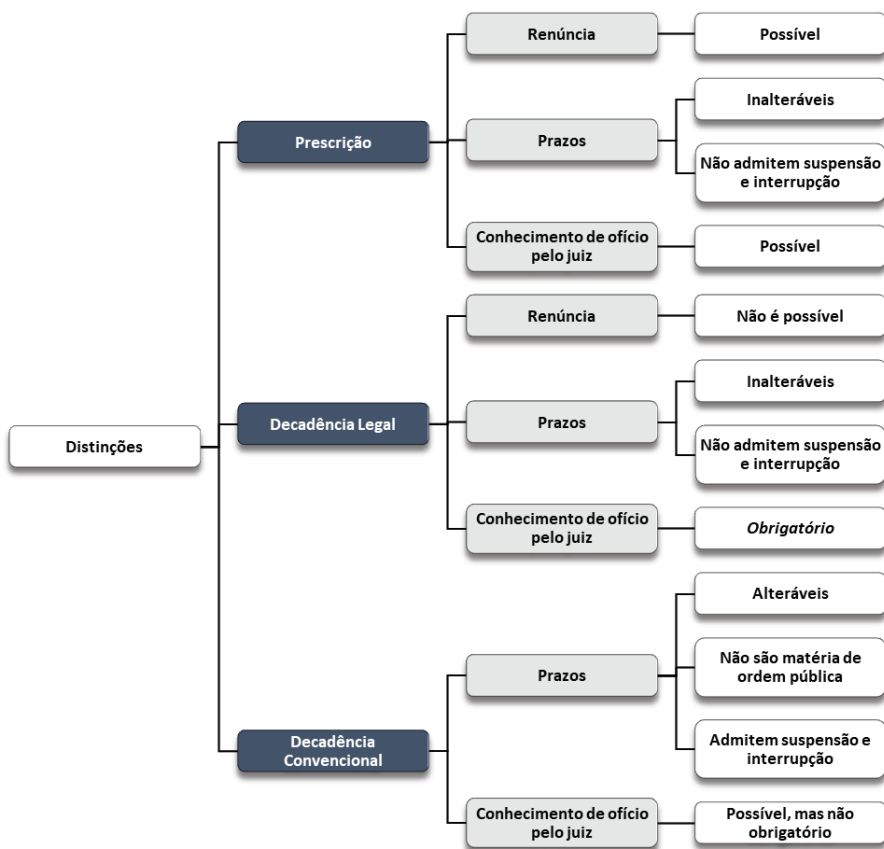 Distinções
Prescrição
Renúncia
Possível
Prazos
Inalteráveis
Não admitem suspensão
e interrupção
Conhecimento de ofício
pelo juiz
Possível
Decadência Legal
Renúncia
Não é possível
Prazos
Inalteráveis
Não admitem suspensão
e interrupção
Conhecimento de ofício
pelo juiz
Obrigatório
Decadência
Convencional
Prazos
Alteráveis
Não são matéria de
ordem pública
Admitem suspensão e
interrupção
Conhecimento de ofício
pelo juiz
Possível, mas não
obrigatório